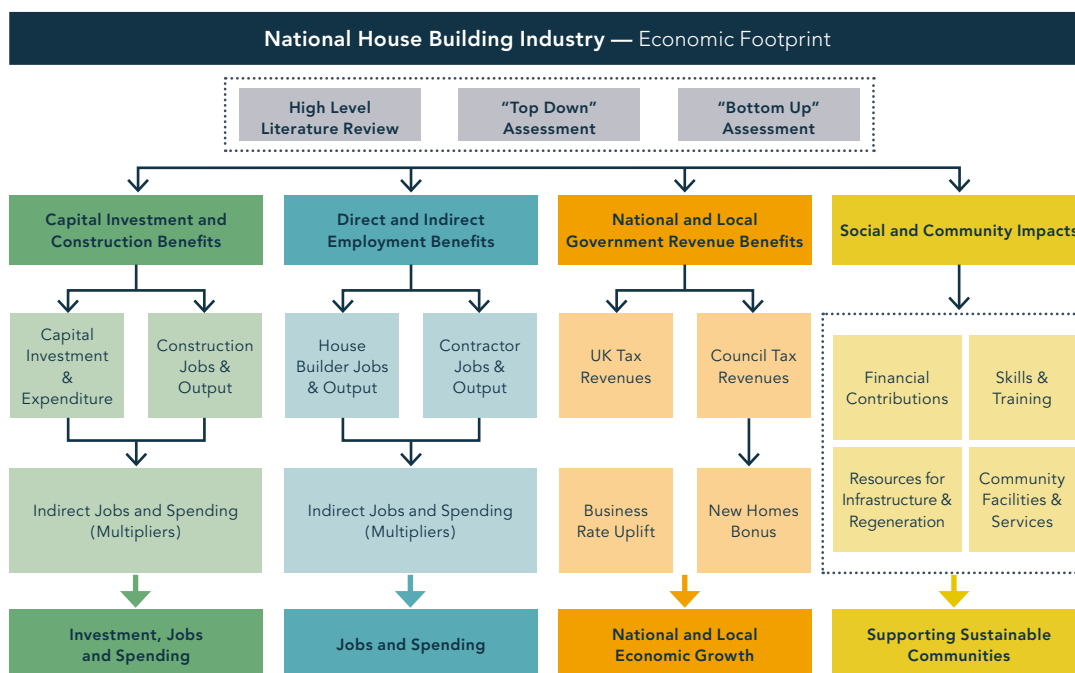 National House Building Industry — Economic Footprint
High Level
Literature Review
“Top Down”
Assessment
“Bottom Up”
Assessment
Capital Investment and
Construction Benefits
Direct and Indirect
Employment Benefits
National and Local
Government Revenue Benefits
Social and Community Impacts
Capital
Investment
&
Expenditure
Construction
Jobs &
Output
House
Builder Jobs
& Output
Contractor
Jobs &
Output
UK Tax
Revenues
Council Tax
Revenues
Financial
Contributions
Skills &
Training
Indirect Jobs and Spending
(Multipliers)
Indirect Jobs and Spending
(Multipliers)
Business
Rate Uplift
New Homes
Bonus
Resources for
Infrastructure &
Regeneration
Community
Facilities &
Services
Investment, Jobs
and Spending
Jobs and Spending
National and Local
Economic Growth
Supporting Sustainable
Communities